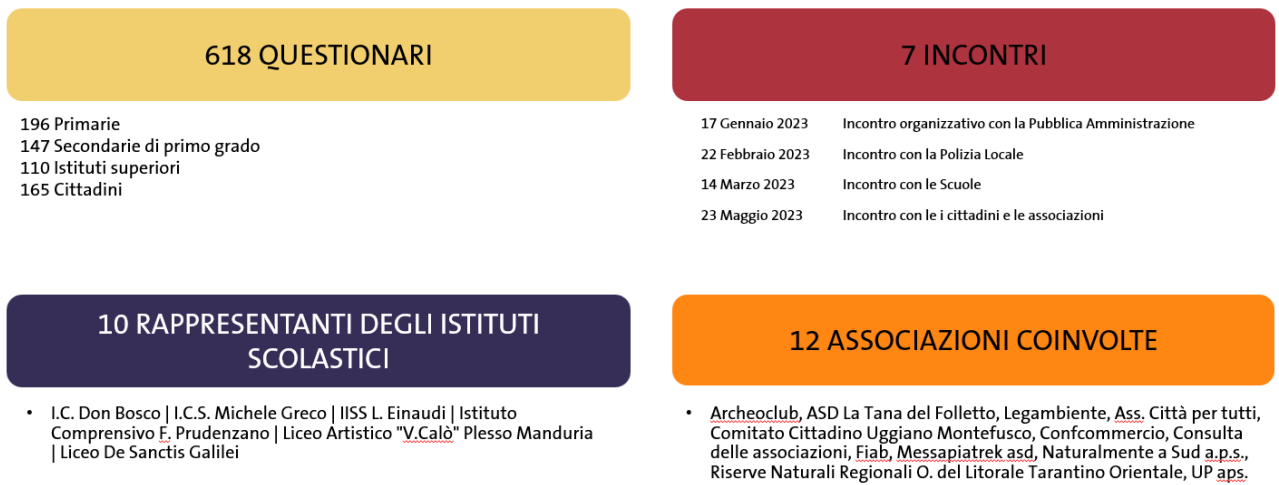 618 QUESTIONARI
196 Primarie
147 Secondarie di primo grado
110 Istituti superiori
165 Cittadini
7 INCONTRI
17 Gennaio 2023 Incontro organizzativo con la Pubblica Amministrazione
22 Febbraio 2023 Incontro con la Polizia Locale
14 Marzo 2023 Incontro con le Scuole
23 Maggio 2023 Incontro con le i cittadini e le associazioni
10 RAPPRESENTANTI DEGLI ISTITUTI
SCOLASTICI
• I.C. Don Bosco | I.C.S. Michele Greco | IISS L. Einaudi | Istituto
Comprensivo F. Prudenzano | Liceo Artistico "V.Calò" Plesso Manduria
| Liceo De Sanctis Galilei
12 ASSOCIAZIONI COINVOLTE
• Archeoclub, ASD La Tana del Folletto, Legambiente, Ass. Città per tutti,
Comitato Cittadino Uggiano Montefusco, Confcommercio, Consulta
delle associazioni, Fiab, Messapiatrek asd, Naturalmente a Sud a.p.s.,
Riserve Naturali Regionali O. del Litorale Tarantino Orientale, UP aps.